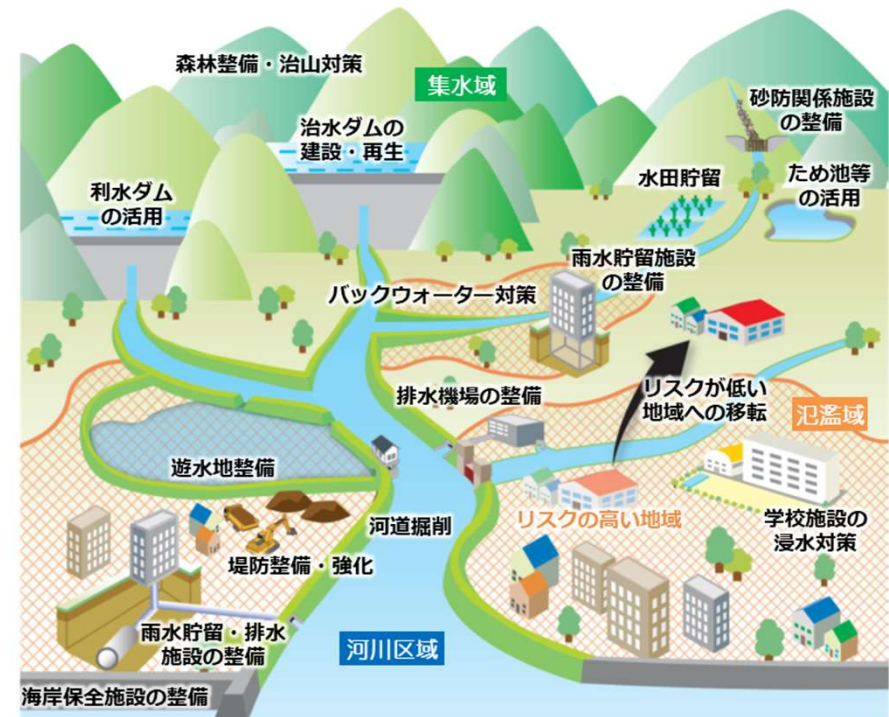 森林整備・治山対策
集水域
砂防関係施設
の整備
治水ダムの
建設・再生
水田貯留
ため池等
の活用
利水ダム
の活用
雨水貯留施設
の整備
バックウォーター対策
排水機場の整備
リスクが低い
地域への移転
氾濫域
遊水地整備
リスクの高い地域
学校施設の
浸水対策
河道掘削
堤防整備・強化
雨水貯留・排水
施設の整備
河川区域
海岸保全施設の整備